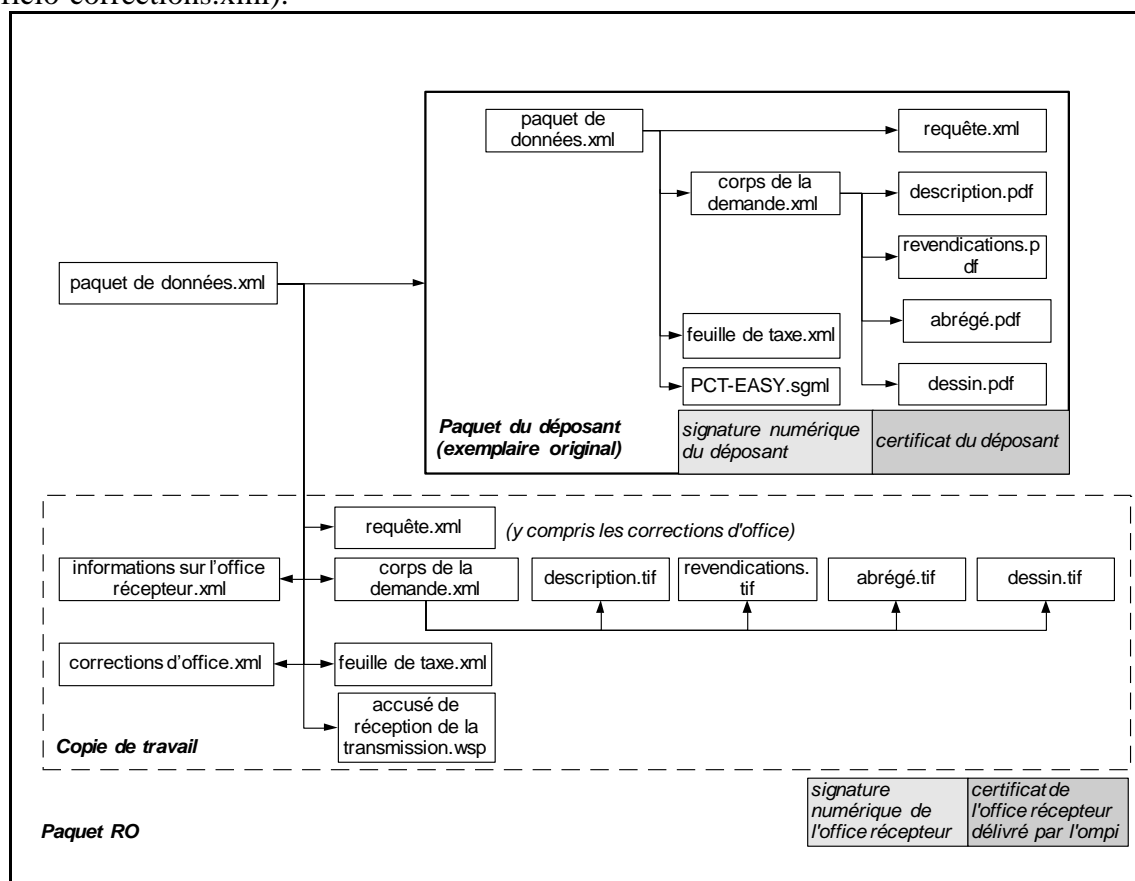 paquet de
données.xml
requête.xml
corps de la
demande.xml
description.pdf
revendications.p
df
paquet de données.xml
abrégé.pdf
feuille de taxe.xml
PCT-EASY.sgml
dessin.pdf
Paquet du déposant
(exemplaire original)
signature numérique
du déposant
certificat du déposant
requête.xml
(y compris les corrections d'office)
informations sur l'office
récepteur.xml
corps de la
demande.xml
description.tif
revendications.
tif
abrégé.tif
dessin.tif
corrections d'office.xml
feuille de taxe.xml
accusé de
réception de la
transmission.wsp
Copie de travail
signature
numérique de
l'office récepteur
certificat de
l'office récepteur
délivré par l'ompi
Paquet RO